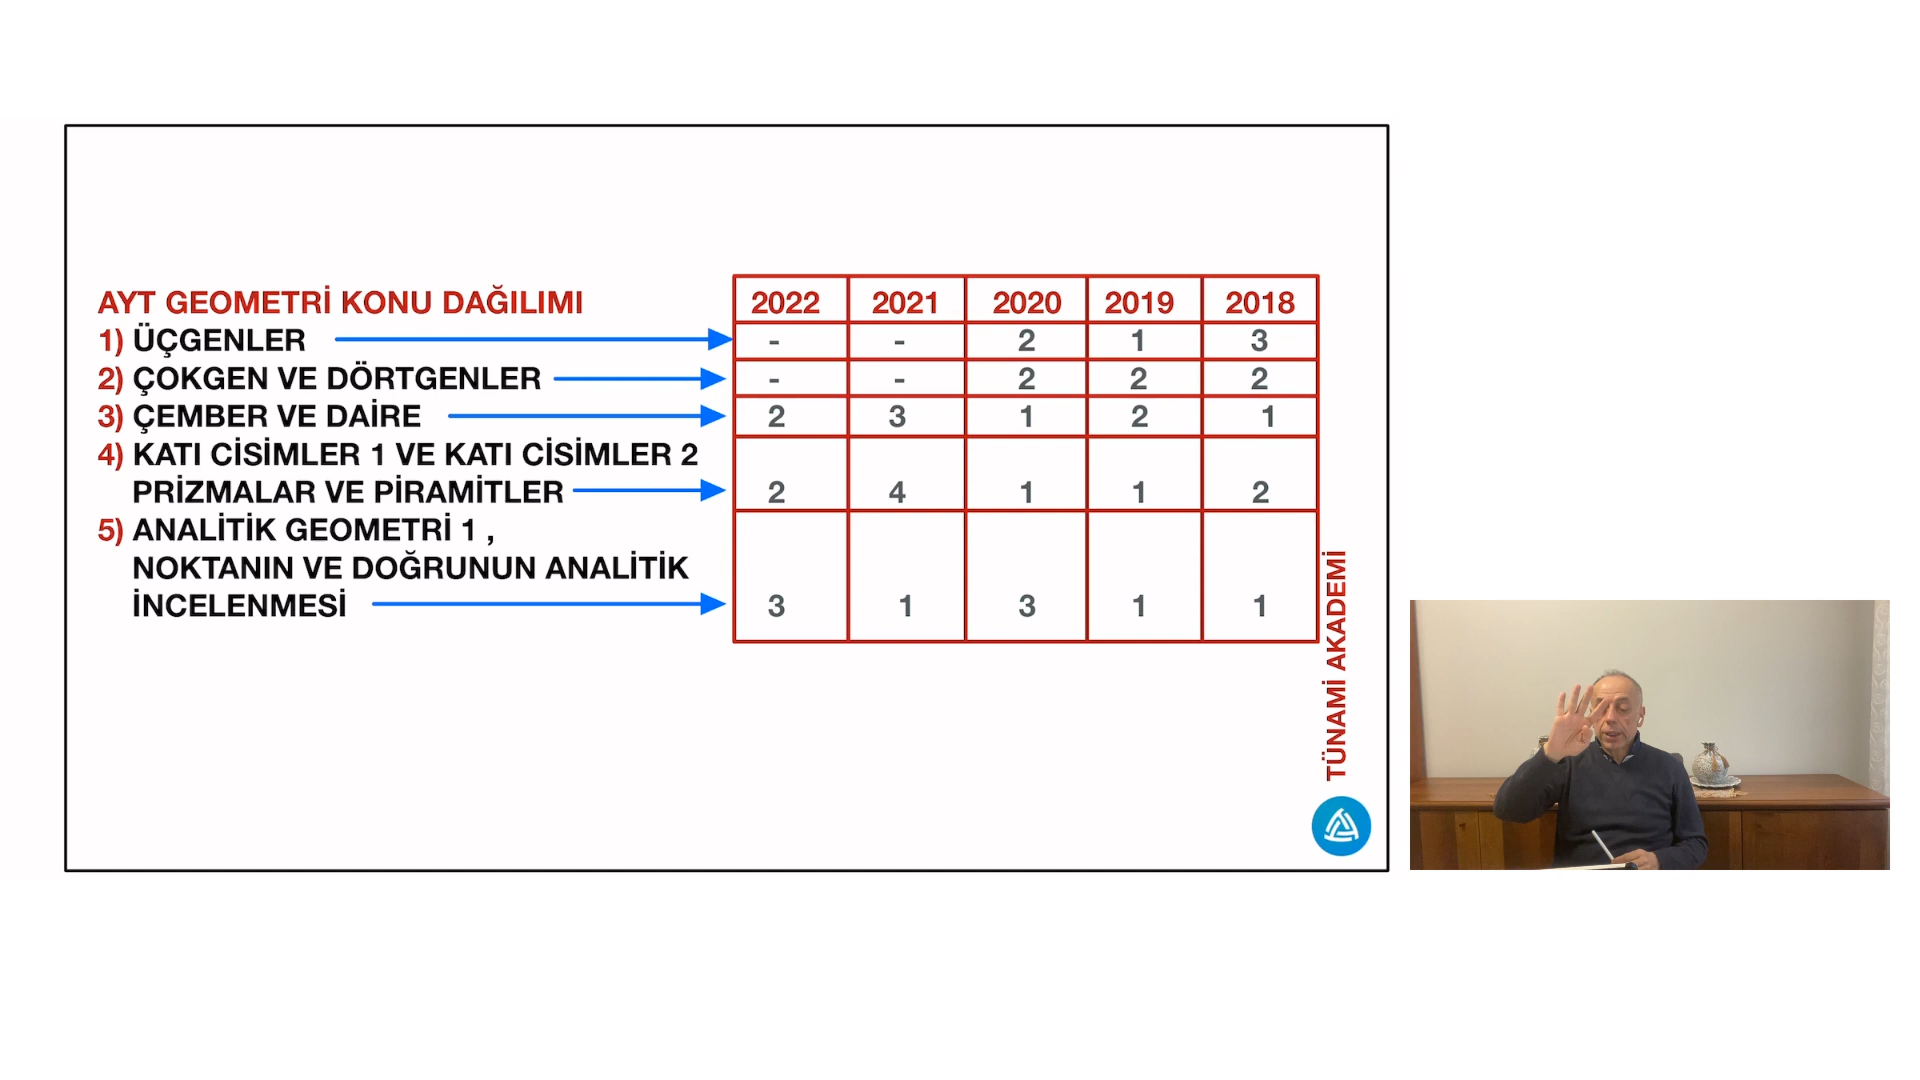 AYT GEOMETRİ KONU DAĞILIMI 2022 2021 2020 2019 2018
1) ÜÇGENLER - - 2 1 3
2) ÇOKGEN VE DÖRTGENLER - - 2 2 2
3) ÇEMBER VE DAİRE 2 3 1 2 1
4) KATI CİSİMLER 1 VE KATI CİSİMLER 2
PRİZMALAR VE PİRAMİTLER 2 4 1 1 2
5) ANALİTİK GEOMETRİ 1 ,
NOKTANIN VE DOĞRUNUN ANALİTİK
İNCELENMESİ 3 1 3 1 1
TÜNAMİ AKADEMİ